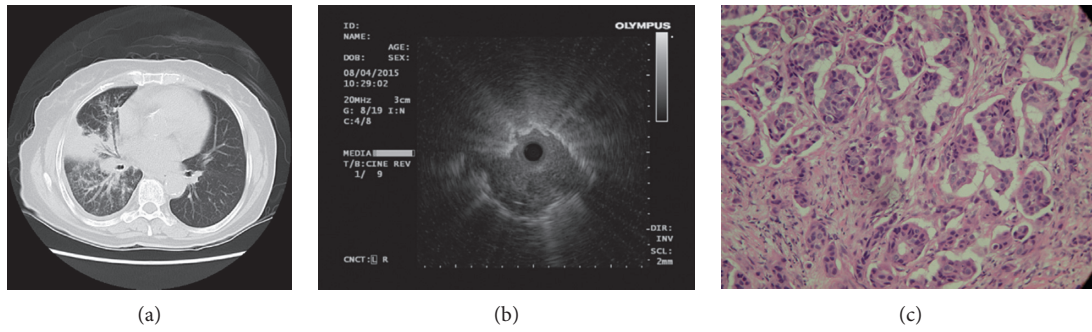 ID:
OLYMPUS
NAME:
AGE:
DOB: SEX:
08/04/2015
10:29:02
20MHz 3cm
G: 8/19 I:N
C:4/8
MEDIA
T/B:CINE REV
1/ 9
DIR:
INV
CNCT: L R
SCL:
2mm
(a) (b) (c)